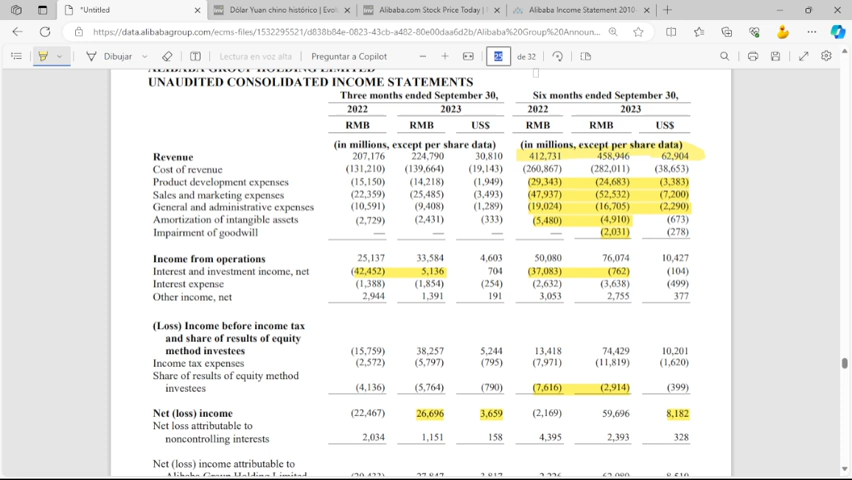 *Untitled
Dólar Yuan chino histórico | Evol
Alibaba.com Stock Price Today |
Alibaba Income Statement 2010-
https://data.alibabagroup.com/ecms-files/1532295521/d838b84e-0823-43cb-a482-80e00daa6d2b/Alibaba%20Group%20Announ...
Dibujar
Lectura en voz alta
Preguntar a Copilot
25 de 32
ALIBABA GROUP HOLDING LIMITED
UNAUDITED CONSOLIDATED INCOME STATEMENTS
Three months ended September 30, Six months ended September 30,
2022 2023 2022 2023
RMB RMB US$ RMB RMB US$
(in millions, except per share data) (in millions, except per share data)
Revenue 207,176 224,790 30,810 412,731 458,946 62,904
Cost of revenue (131,210) (139,664) (19,143) (260,867) (282,011) (38,653)
Product development expenses (15,150) (14,218) (1,949) (29,343) (24,683) (3,383)
Sales and marketing expenses (22,359) (25,485) (3,493) (47,937) (52,532) (7,200)
General and administrative expenses (10,591) (9,408) (1,289) (19,024) (16,705) (2,290)
Amortization of intangible assets (2,729) (2,431) (333) (5,480) (4,910) (673)
Impairment of goodwill — — — — (2,031) (278)
Income from operations 25,137 33,584 4,603 50,080 76,074 10,427
Interest and investment income, net (42,452) 5,136 704 (37,083) (762) (104)
Interest expense (1,388) (1,854) (254) (2,632) (3,638) (499)
Other income, net 2,944 1,391 191 3,053 2,755 377
(Loss) Income before income tax
and share of results of equity
method investees (15,759) 38,257 5,244 13,418 74,429 10,201
Income tax expenses (2,572) (5,797) (795) (7,971) (11,819) (1,620)
Share of results of equity method
investees (4,136) (5,764) (790) (7,616) (2,914) (399)
Net (loss) income (22,467) 26,696 3,659 (2,169) 59,696 8,182
Net loss attributable to
noncontrolling interests 2,034 1,151 158 4,395 2,393 328
Net (loss) income attributable to